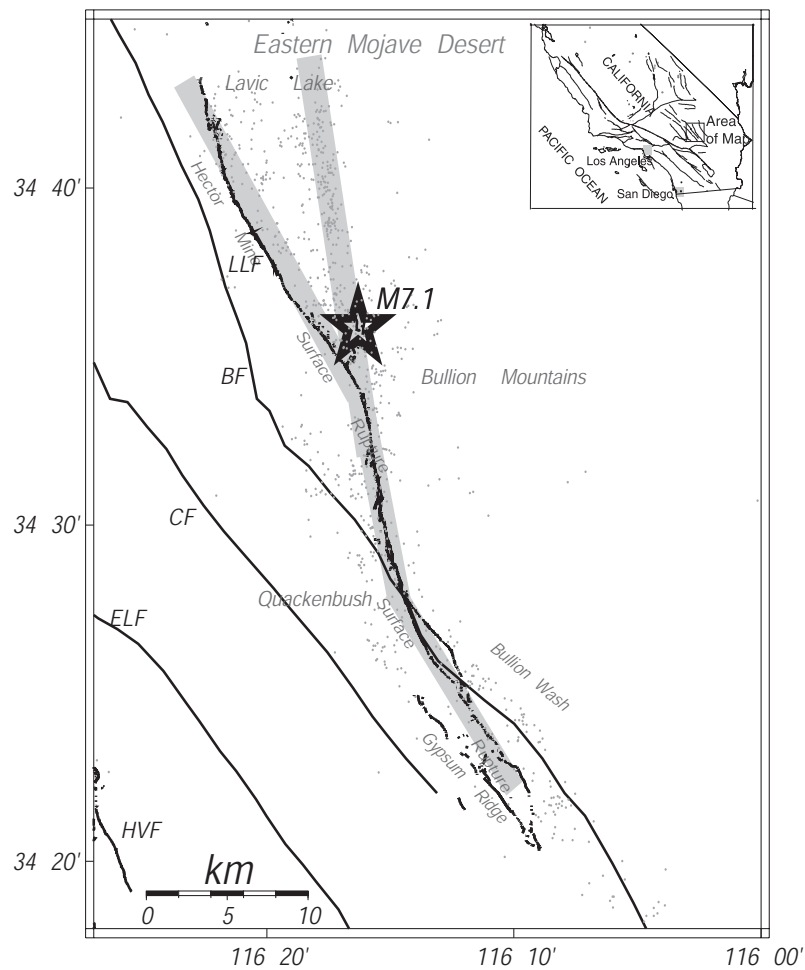 Eastern Mojave Desert
Lavic Lake
CALIFORNIA
Area
of Map
PACIFIC OCEAN
Los Angeles
San Diego
34 40'
Hector
Mine
LLF
M7.1
Surface
BF
Bullion Mountains
Rupture
CF
34 30'
Quackenbush
Surface
ELF
Bullion Wash
Gypsum
Ridge
Rupture
HVF
34 20'
km
0 5 10
116 20' 116 10' 116 00'